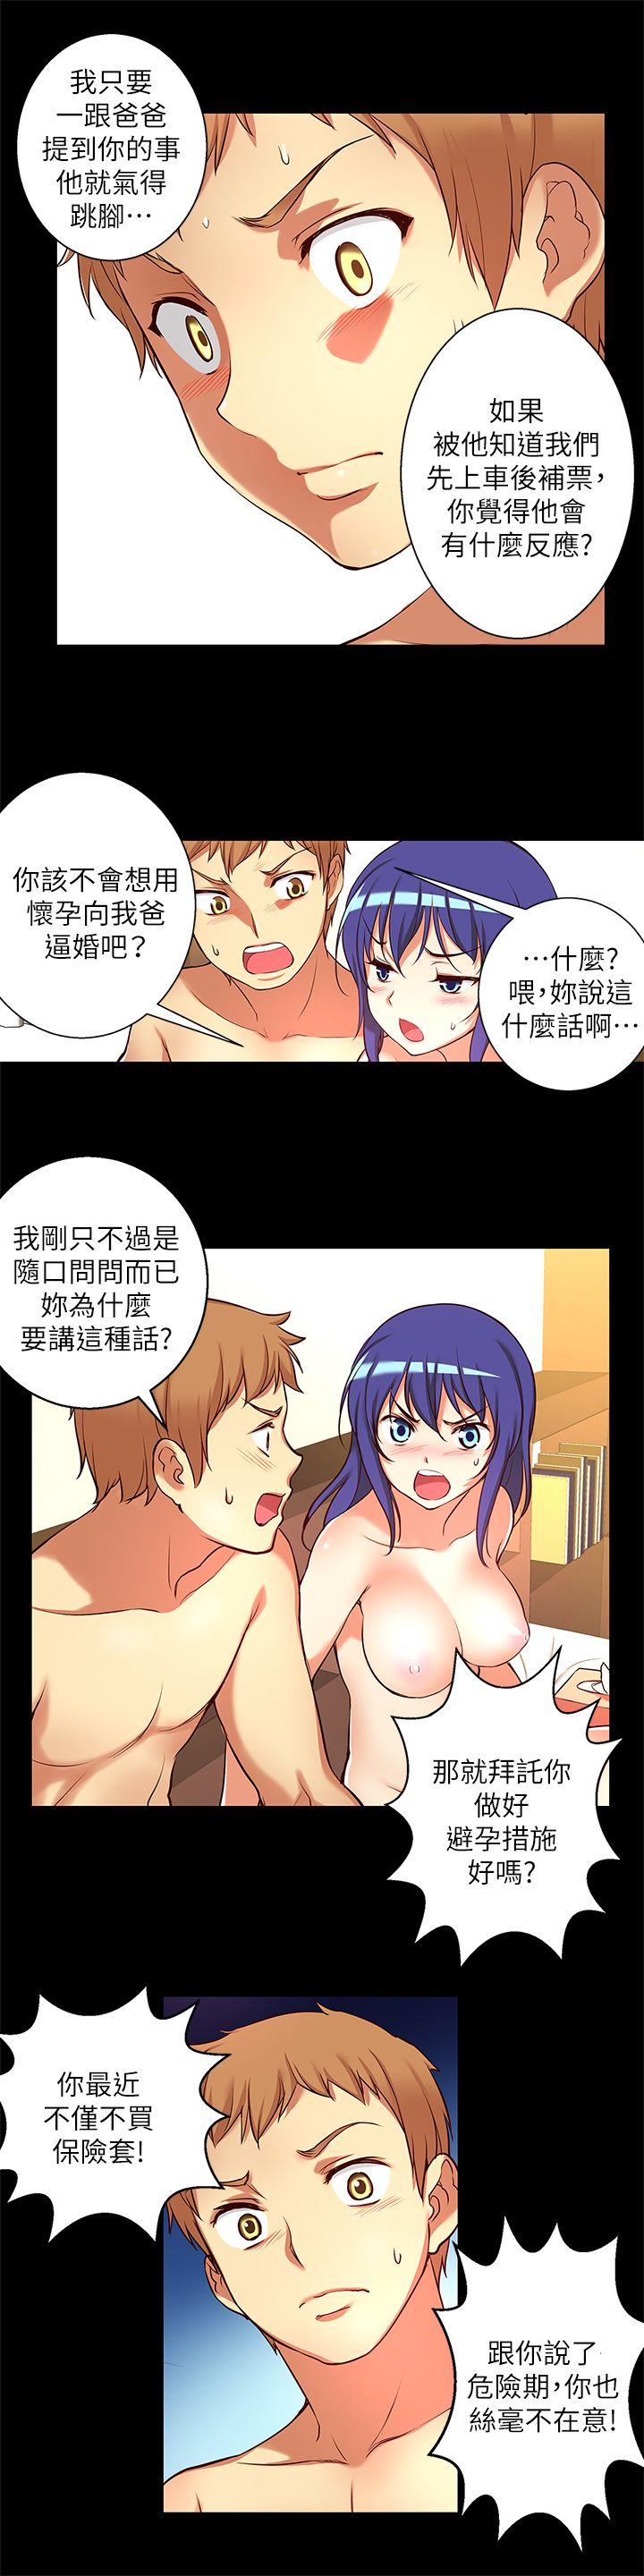 我只要
一跟爸爸
提到你的事
他就氣得
跳腳…
如果
被他知道我們
先上車後補票,
你覺得他會
有什麼反應?
你該不會想用
懷孕向我爸
逼婚吧?
…什麼?
喂,妳說這
什麼話啊…
我剛只不過是
隨口問問而已
妳為什麼
要講這種話?
那就拜託你
做好
避孕措施
好嗎?
你最近
不僅不買
保險套!
跟你說了
危險期,你也
絲毫不在意!